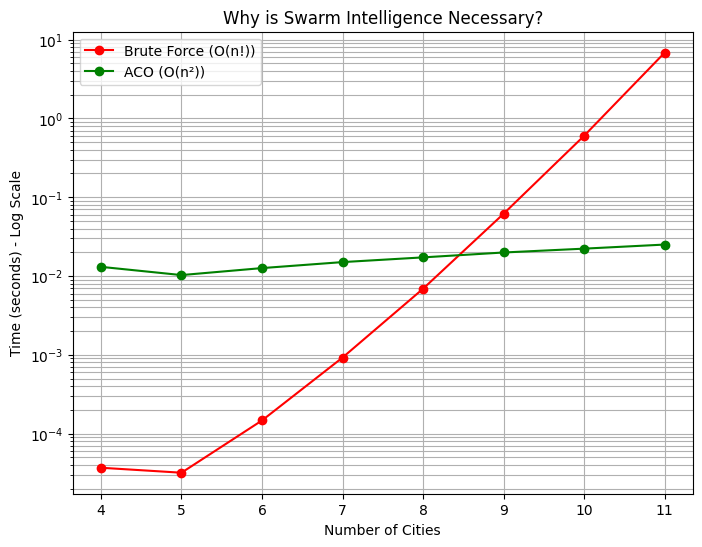 Why is Swarm Intelligence Necessary?
Brute Force (O(n!))
ACO (O(n²))
Time (seconds) - Log Scale
10¹
10⁰
10⁻¹
10⁻²
10⁻³
10⁻⁴
4 5 6 7 8 9 10 11
Number of Cities